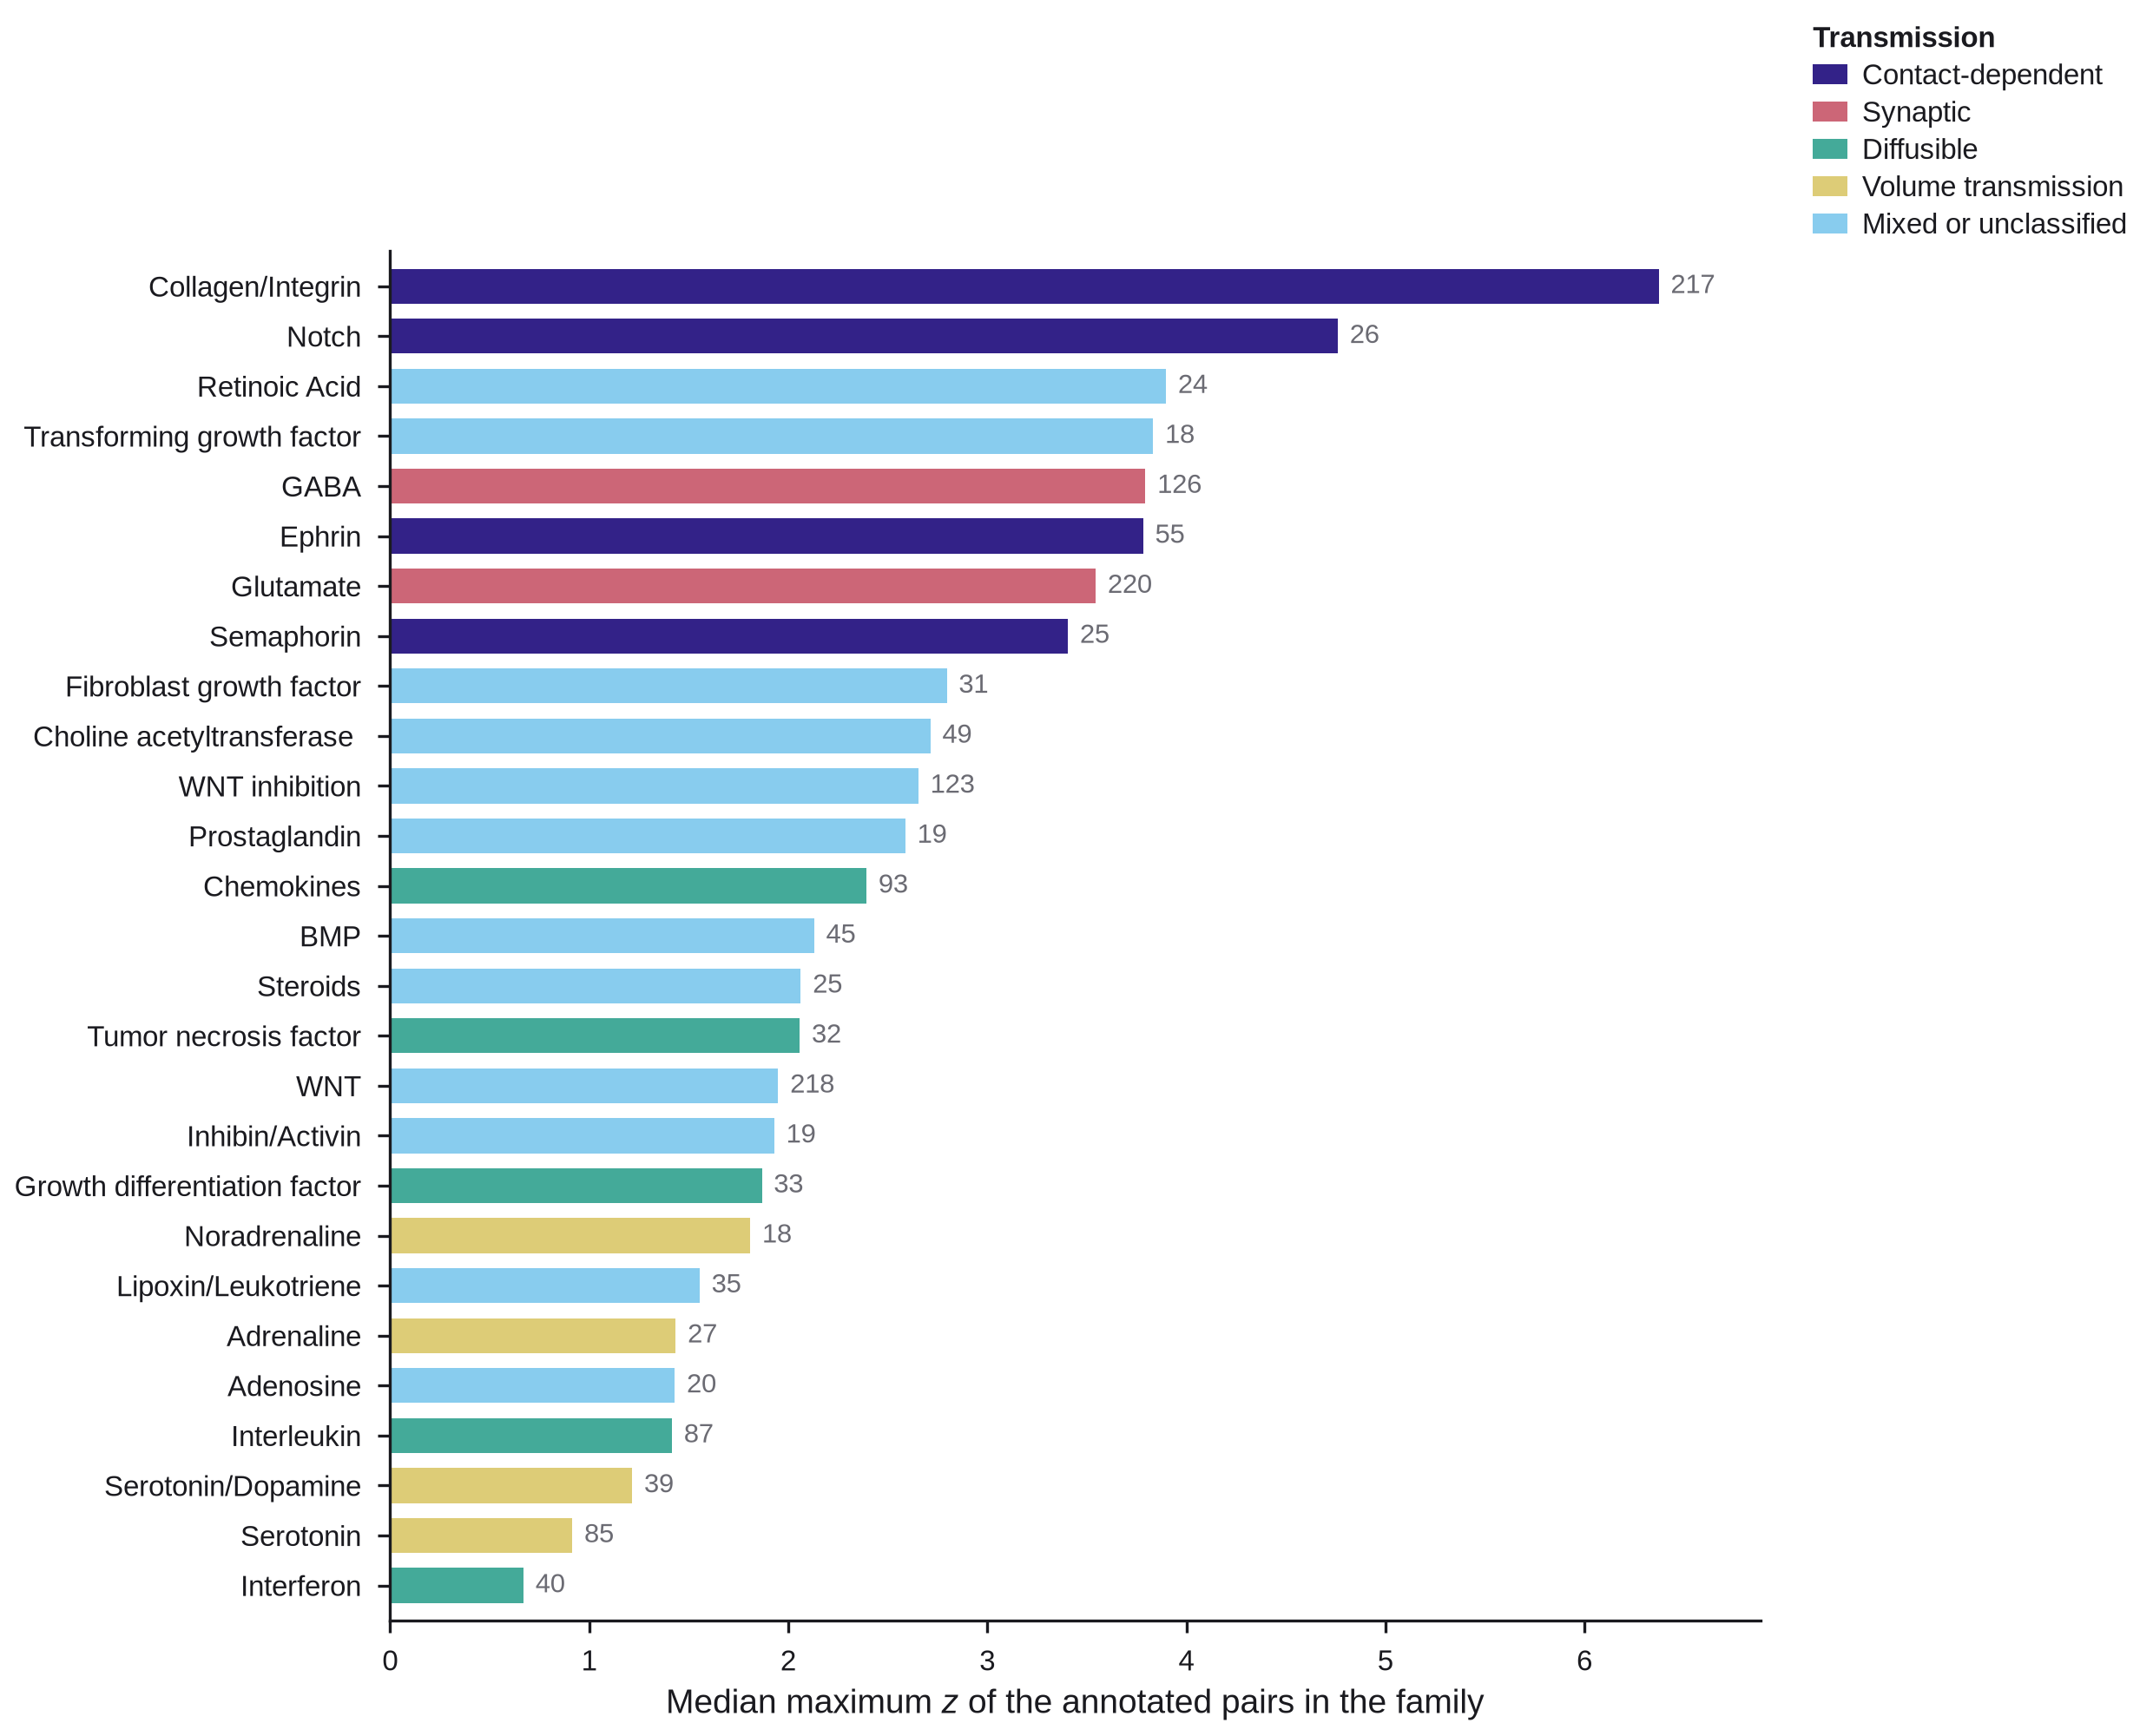 Transmission
Contact-dependent
Synaptic
Diffusible
Volume transmission
Mixed or unclassified
Collagen/Integrin 217
Notch 26
Retinoic Acid 24
Transforming growth factor 18
GABA 126
Ephrin 55
Glutamate 220
Semaphorin 25
Fibroblast growth factor 31
Choline acetyltransferase 49
WNT inhibition 123
Prostaglandin 19
Chemokines 93
BMP 45
Steroids 25
Tumor necrosis factor 32
WNT 218
Inhibin/Activin 19
Growth differentiation factor 33
Noradrenaline 18
Lipoxin/Leukotriene 35
Adrenaline 27
Adenosine 20
Interleukin 87
Serotonin/Dopamine 39
Serotonin 85
Interferon 40
0 1 2 3 4 5 6
Median maximum z of the annotated pairs in the family